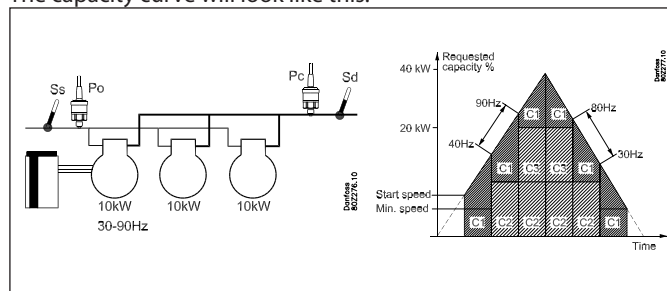 The capacity curve will look like this:
Ss
Po
Pc
Sd
10kW
10kW
10kW
30-90Hz
Danfoss
80Z276.10
Requested
capacity %
40 kW
20 kW
Start speed
Min. speed
90Hz
40Hz
80Hz
30Hz
C1
C1
C1
C3
C3
C1
C1
C2
C2
C2
C2
C1
Time
Danfoss
80Z277.10